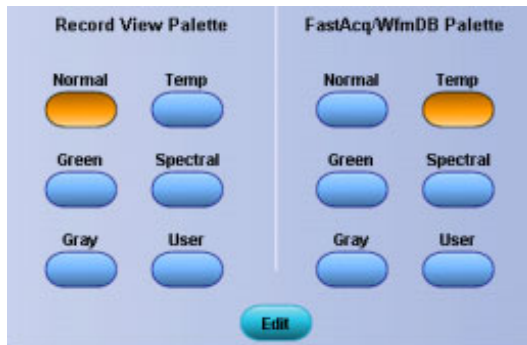 Record View Palette
FastAcq/WfmDB Palette
Normal Temp
Normal Temp
Green Spectral
Green Spectral
Gray User
Gray User
Edit